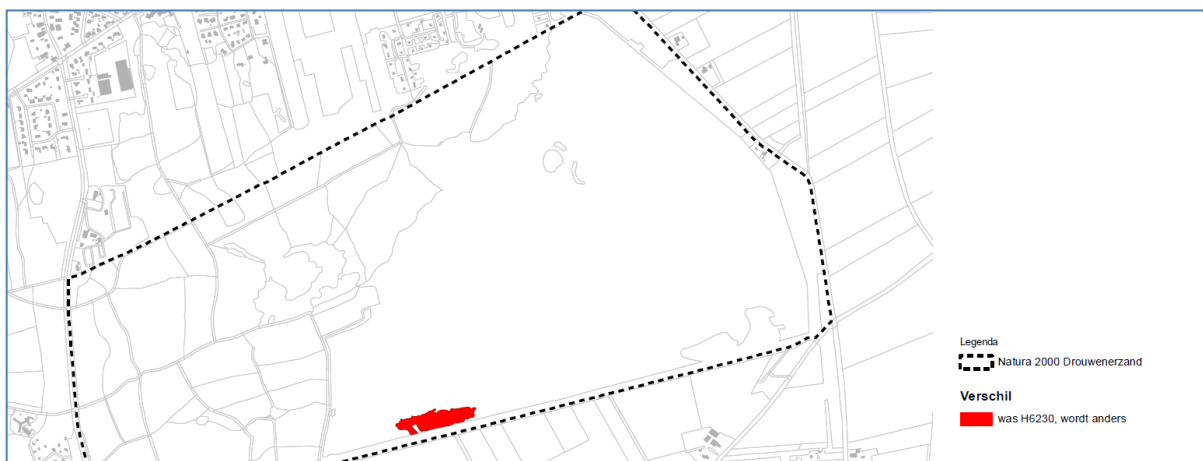 Legenda
Natura 2000 Drouwenerzand
Verschil
was H6230, wordt anders